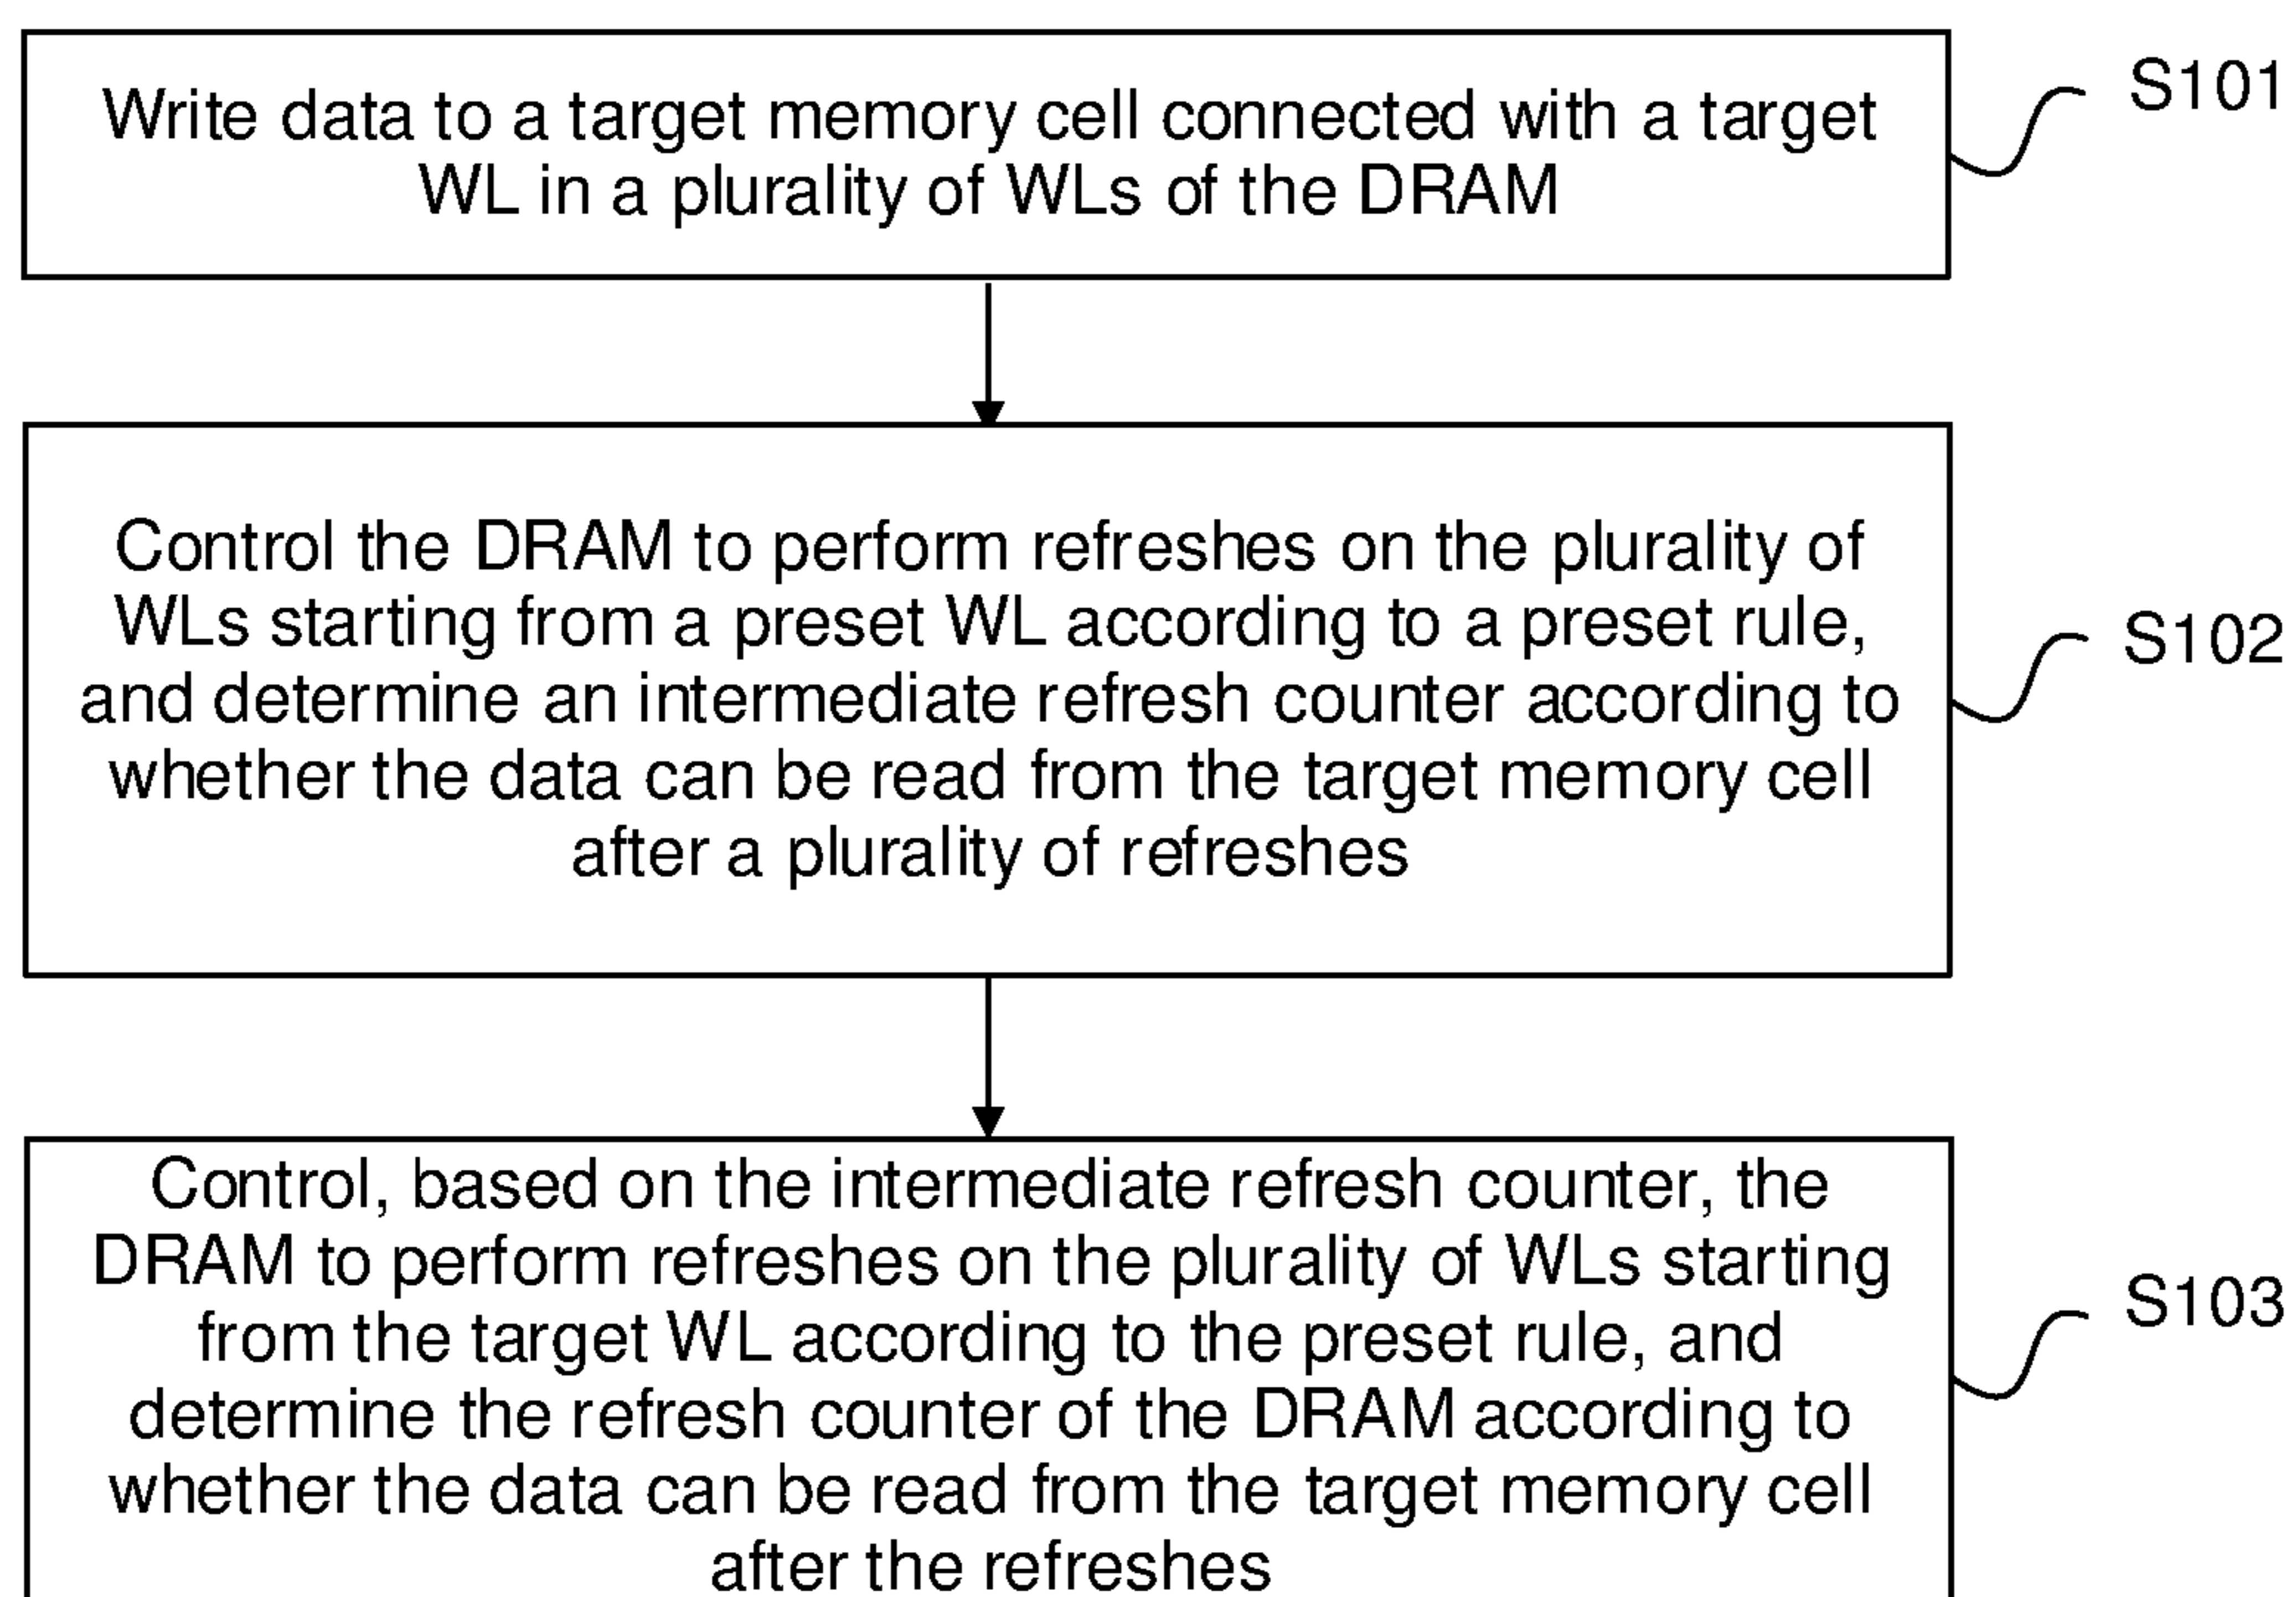 Write data to a target memory cell connected with a target
WL in a plurality of WLs of the DRAM
S101
Control the DRAM to perform refreshes on the plurality of
WLs starting from a preset WL according to a preset rule,
and determine an intermediate refresh counter according to
whether the data can be read from the target memory cell
after a plurality of refreshes
S102
Control, based on the intermediate refresh counter, the
DRAM to perform refreshes on the plurality of WLs starting
from the target WL according to the preset rule, and
determine the refresh counter of the DRAM according to
whether the data can be read from the target memory cell
after the refreshes
S103